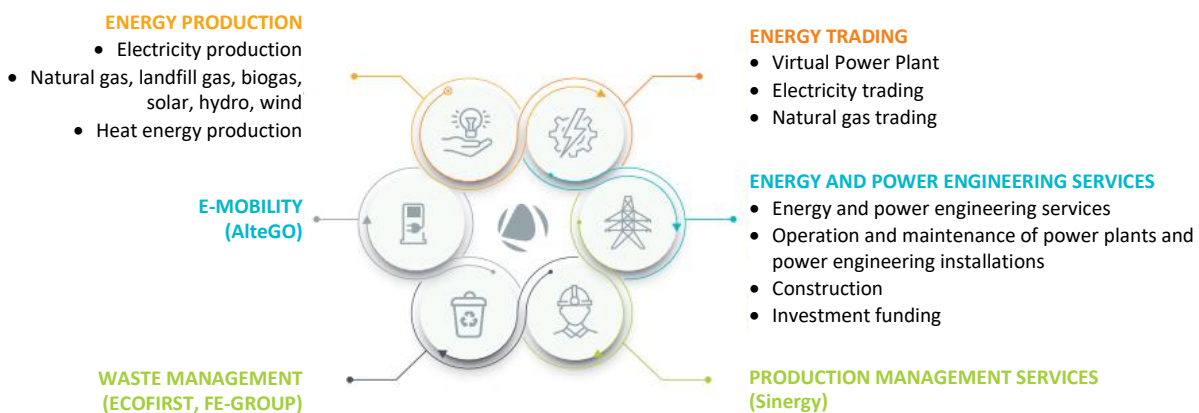 ENERGY PRODUCTION
• Electricity production
• Natural gas, landfill gas, biogas,
solar, hydro, wind
• Heat energy production
ENERGY TRADING
• Virtual Power Plant
• Electricity trading
• Natural gas trading
E-MOBILITY
(AlteGO)
ENERGY AND POWER ENGINEERING SERVICES
• Energy and power engineering services
• Operation and maintenance of power plants and
power engineering installations
• Construction
• Investment funding
WASTE MANAGEMENT
(ECOFIRST, FE-GROUP)
PRODUCTION MANAGEMENT SERVICES
(Sinergy)